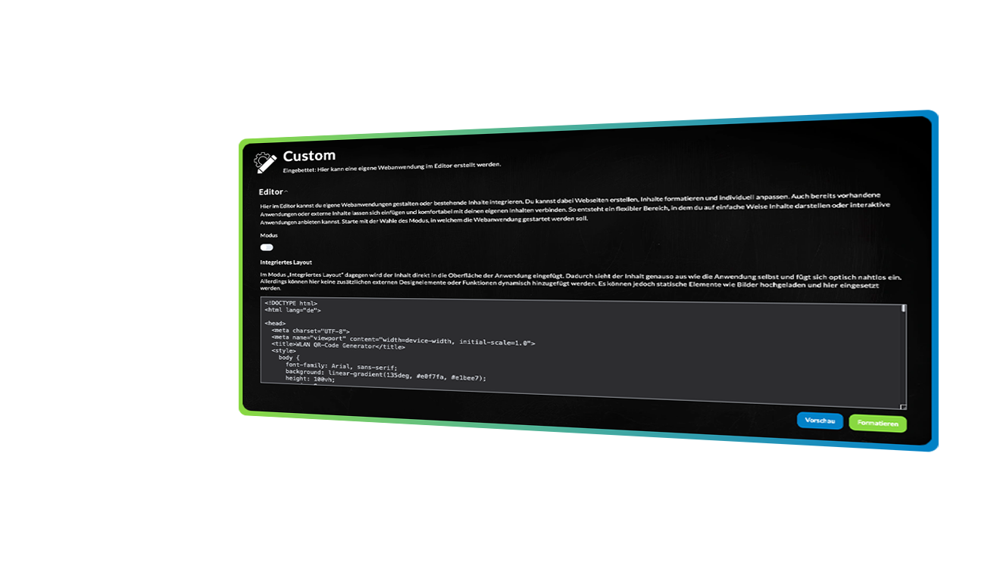 Custom
Eingebettet: Hier kann eine eigene Webanwendung im Editor erstellt werden.
Editor
Hier im Editor kannst du eigene Webanwendungen gestalten oder bestehende Inhalte integrieren. Du kannst dabei Webseiten erstellen, Inhalte formatieren und individuell anpassen. Auch bereits vorhandene
Anwendungen oder externe Inhalte lassen sich einfügen und komfortabel mit deinen eigenen Inhalten verbinden. So entsteht ein flexibler Bereich, in dem du auf einfache Weise Inhalte darstellen oder interaktive
Anwendungen anbieten kannst. Starte mit der Wahle des Modus, in welchem die Webanwendung gestartet werden soll.
Modus
Integriertes Layout
Im Modus „Integriertes Layout" dagegen wird der Inhalt direkt in die Oberfläche der Anwendung eingefügt. Dadurch sieht der Inhalt genauso aus wie die Anwendung selbst und fügt sich optisch nahtlos ein.
Allerdings können hier keine zusätzlichen externen Designelemente oder Funktionen dynamisch hinzugefügt werden. Es können jedoch statische Elemente wie Bilder hochgeladen und hier eingesetzt
werden.
<!DOCTYPE html>
<html lang="de">
<head>
<meta charset="UTF-8">
<meta name="viewport" content="width=device-width, initial-scale=1.0">
<title>WLAN QR-Code Generator</title>
<style>
body {
font-family: Arial, sans-serif;
background: linear-gradient(135deg, #e0f7fa, #e1bee7);
height: 100vh;
Vorschau
Formatieren